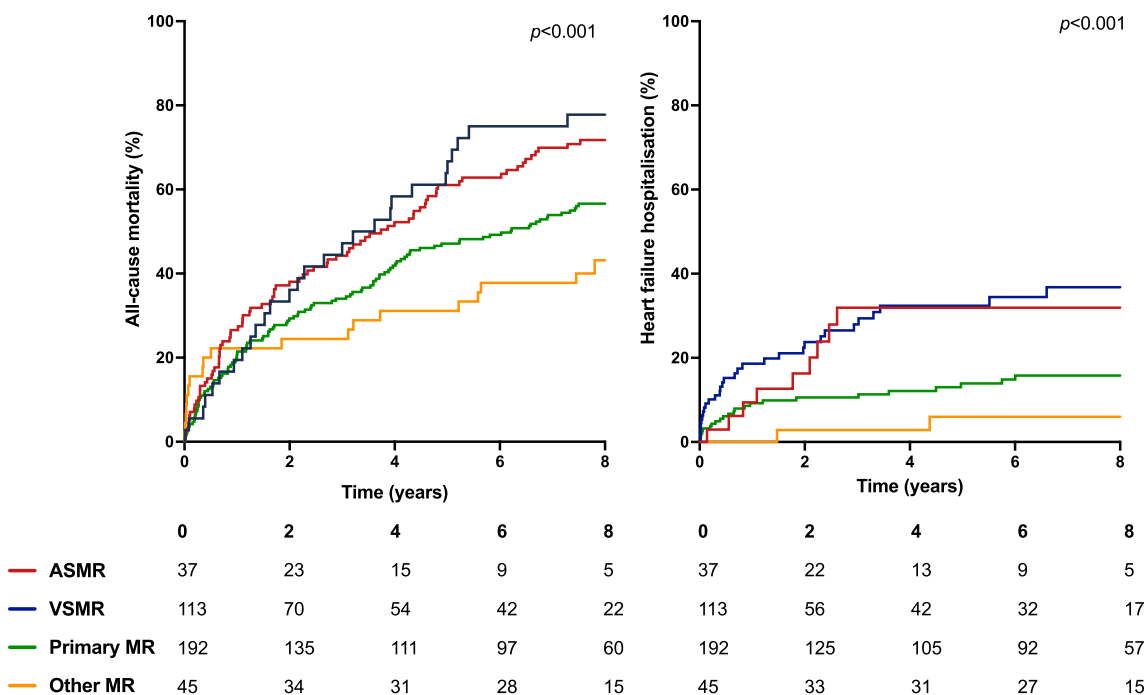 p<0.001
p<0.001
All-cause mortality (%)
100
80
60
40
20
0
0 2 4 6 8
Time (years)
Heart failure hospitalisation (%)
100
80
60
40
20
0
0 2 4 6 8
Time (years)
0 2 4 6 8 0 2 4 6 8
ASMR 37 23 15 9 5 37 22 13 9 5
VSMR 113 70 54 42 22 113 56 42 32 17
Primary MR 192 135 111 97 60 192 125 105 92 57
Other MR 45 34 31 28 15 45 33 31 27 15